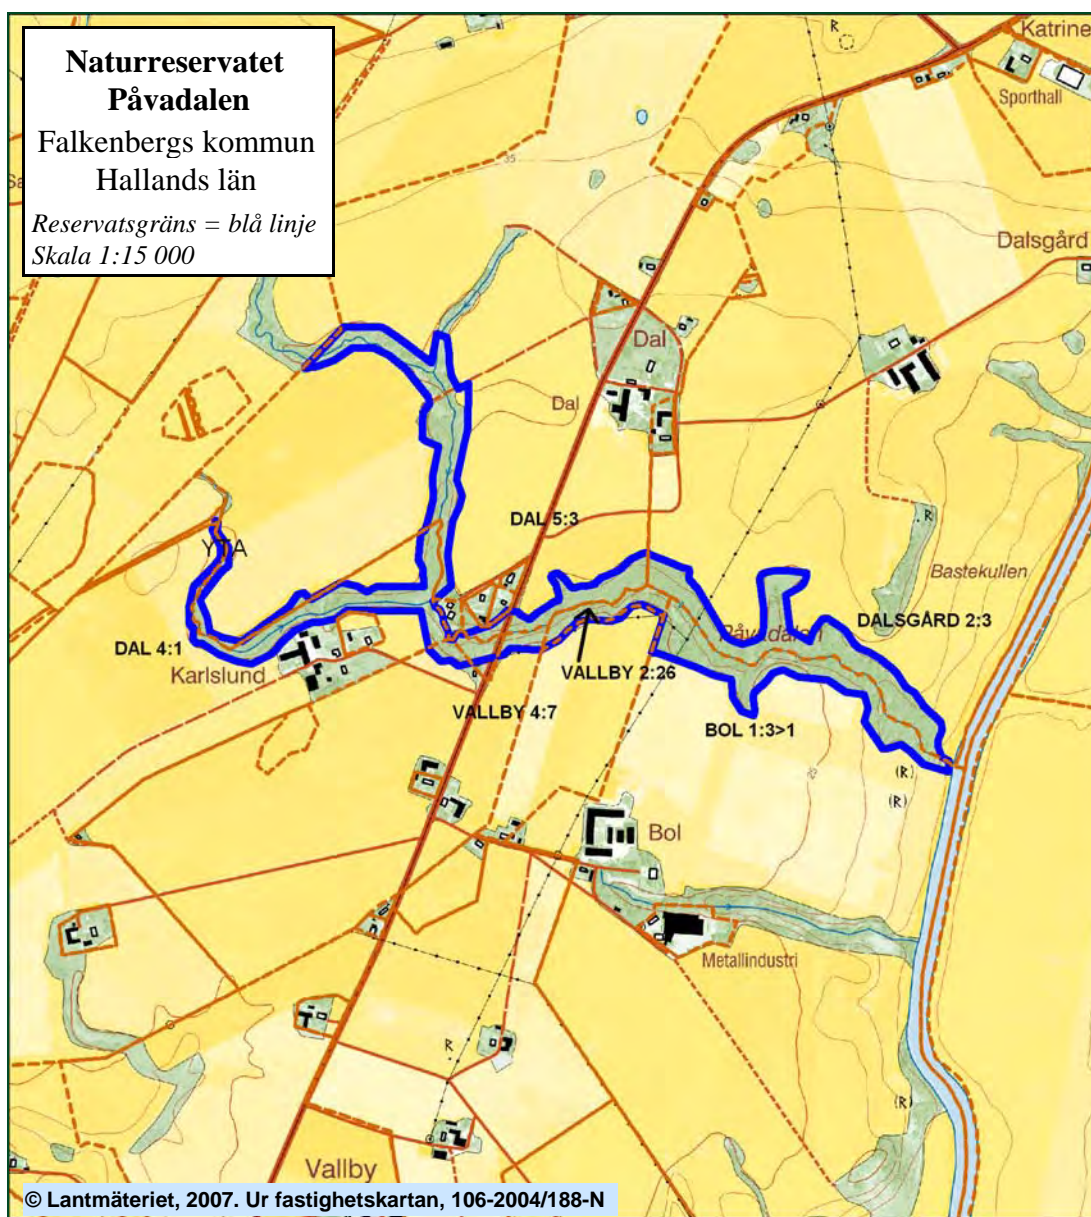 Naturreservatet
Påvadalen
Falkenbergs kommun
Hallands län
Reservatsgräns = blå linje
Skala 1:15 000
R
Katrine
Sporthall
35
Dalsgård
Dal
Dal
DAL 5:3
YTA
R
Bastekullen
DALSGÅRD 2:3
Påvadalen
DAL 4:1
Karlslund
VALLBY 2:26
VALLBY 4:7
BOL 1:3>1
(R)
(R)
Bol
Metallindustri
R
(R)
Vallby
© Lantmäteriet, 2007. Ur fastighetskartan, 106-2004/188-N